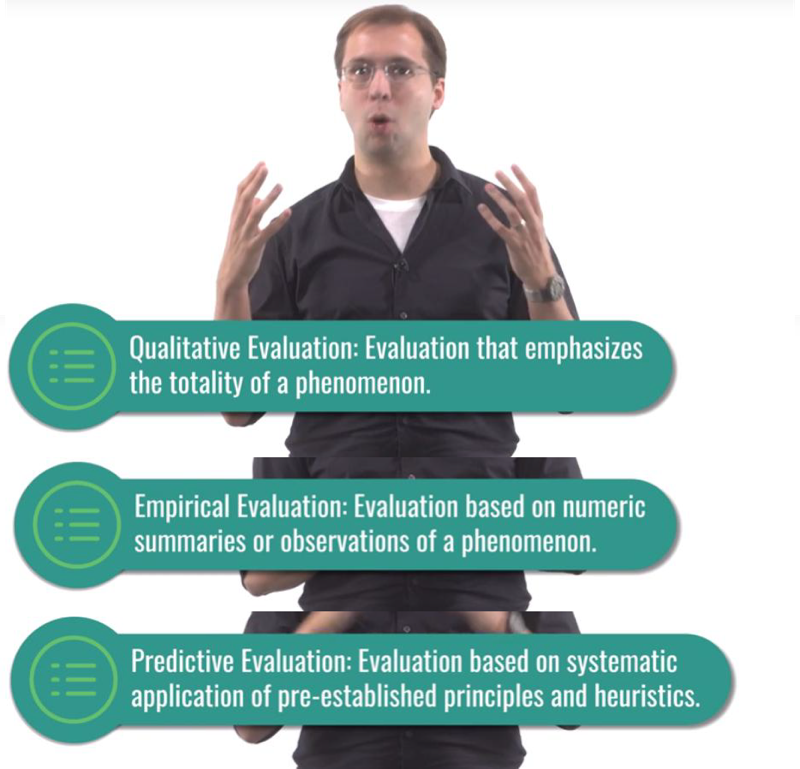 Qualitative Evaluation: Evaluation that emphasizes
the totality of a phenomenon.
Empirical Evaluation: Evaluation based on numeric
summaries or observations of a phenomenon.
Predictive Evaluation: Evaluation based on systematic
application of pre-established principles and heuristics.